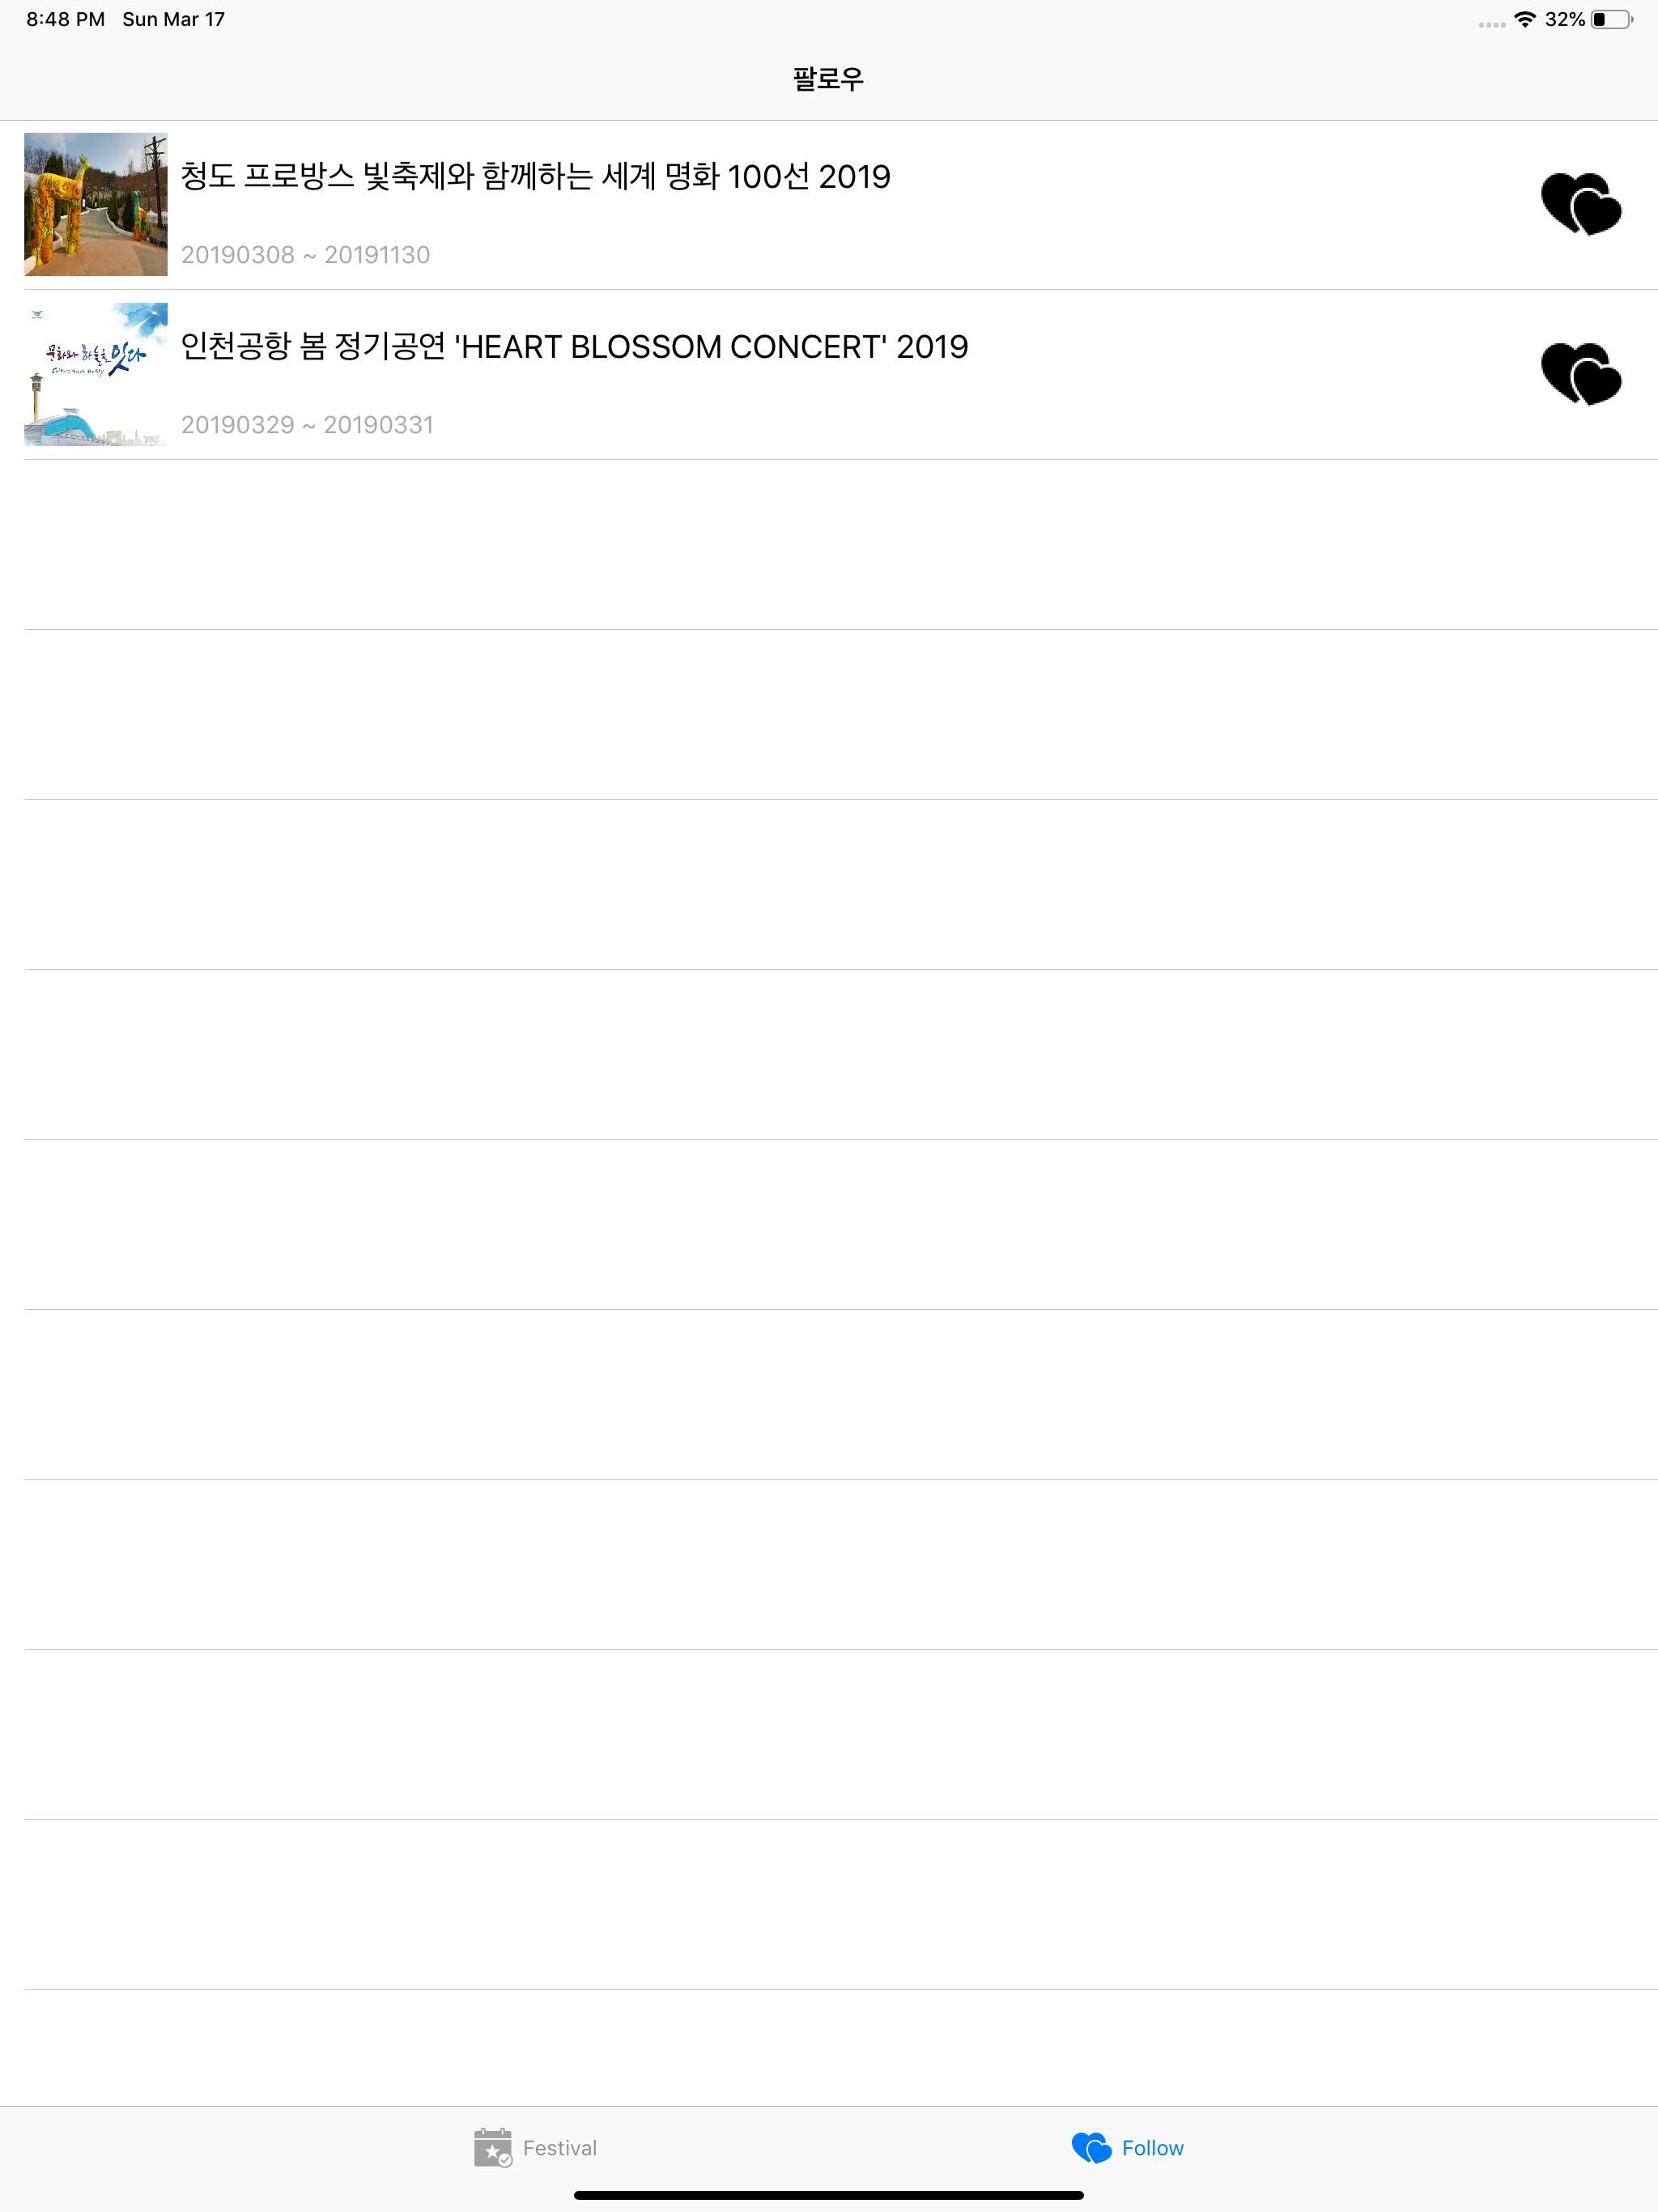 8:48 PM Sun Mar 17 32%
팔로우
청도 프로방스 빛축제와 함께하는 세계 명화 100선 2019
20190308 ~ 20191130
문화와 하늘을 잇다
인천공항 봄 정기공연 'HEART BLOSSOM CONCERT' 2019
20190329 ~ 20190331
Festival
Follow